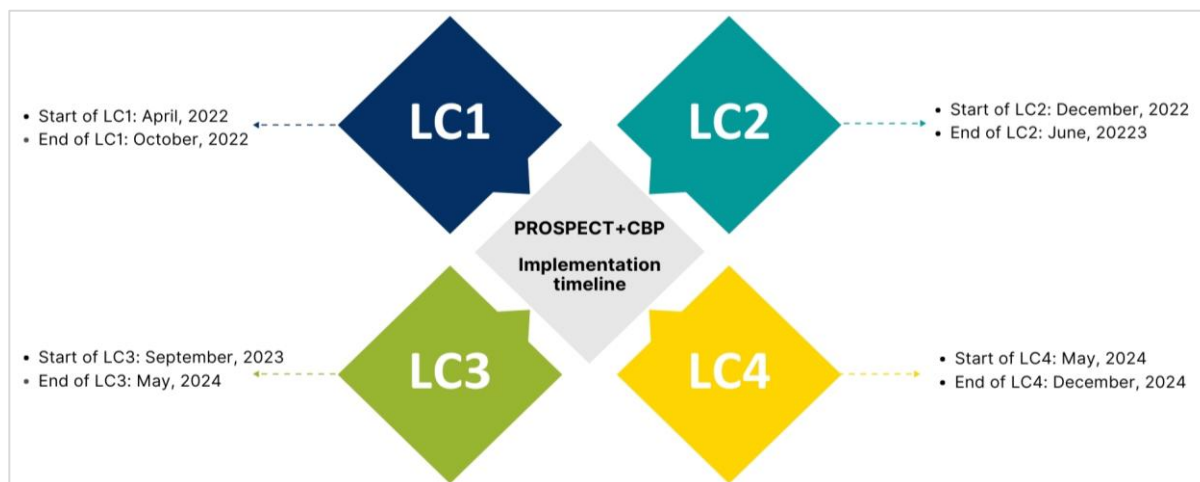 LC1
• Start of LC1: April, 2022
• End of LC1: October, 2022
LC2
• Start of LC2: December, 2022
• End of LC2: June, 20223
PROSPECT+CBP
Implementation
timeline
LC3
• Start of LC3: September, 2023
• End of LC3: May, 2024
LC4
• Start of LC4: May, 2024
• End of LC4: December, 2024